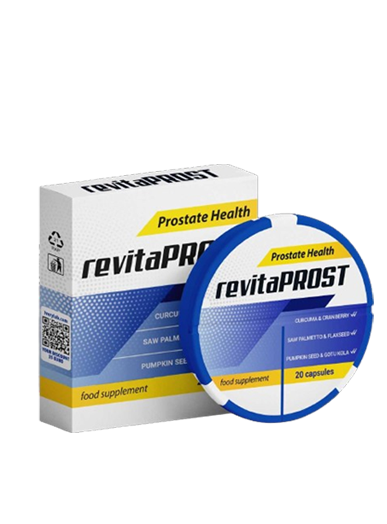 revitaPROST
Prostate Health
revitaPRO
CURCU
SAW PALM
PUMPKIN SEE
food supplement
Prostate Health
revitaPROST
CURCUMA & CRANBERRY
SAW PALMETTO & FLAXSEED
PUMPKIN SEED & GOTU KOLA
food supplement
20 capsules